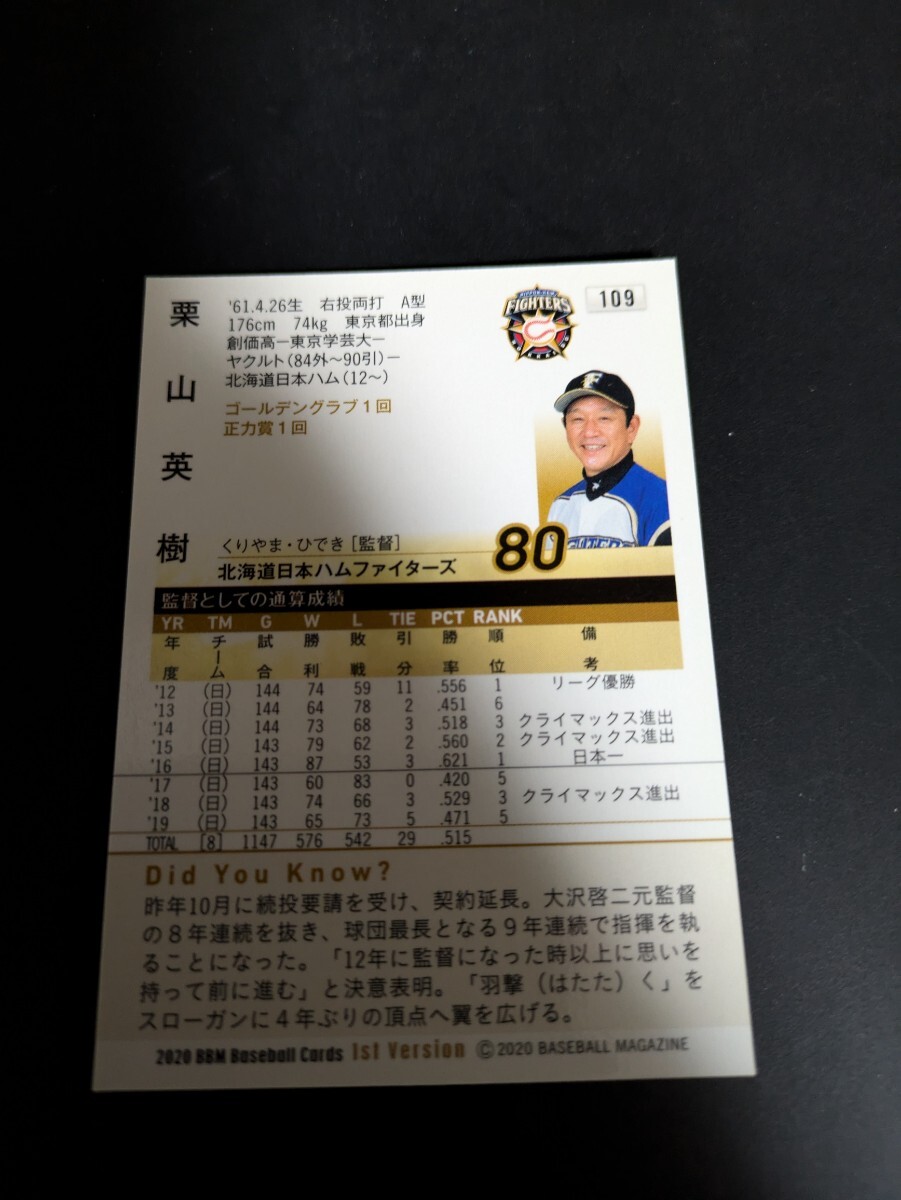 栗山英樹
'61.4.26生 右投両打 A型
176cm 74kg 東京都出身
創価高ー東京学芸大ー
ヤクルト(84外〜90引)ー
北海道日本ハム(12〜)
ゴールデングラブ1回
正力賞1回
FIGHTERS
109
くりやま・ひでき[監督]
北海道日本ハムファイターズ
80
監督としての通算成績
YR TM G W L TIE PCT RANK
年度 チーム 試合 勝利 敗戦 引分 勝率 順位 備考
'12 (日) 144 74 59 11 .556 1 リーグ優勝
'13 (日) 144 64 78 2 .451 6
'14 (日) 144 73 68 3 .518 3 クライマックス進出
'15 (日) 143 79 62 2 .560 2 クライマックス進出
'16 (日) 143 87 53 3 .621 1 日本一
'17 (日) 143 60 83 0 .420 5
'18 (日) 143 74 66 3 .529 3 クライマックス進出
'19 (日) 143 65 73 5 .471 5
TOTAL [8] 1147 576 542 29 .515
Did You Know?
昨年10月に続投要請を受け、契約延長。大沢啓二元監督
の8年連続を抜き、球団最長となる9年連続で指揮を執
ることになった。「12年に監督になった時以上に思いを
持って前に進む」と決意表明。「羽撃(はたた)く」を
スローガンに4年ぶりの頂点へ翼を広げる。
2020 BBM Baseball Cards 1st Version ©2020 BASEBALL MAGAZINE